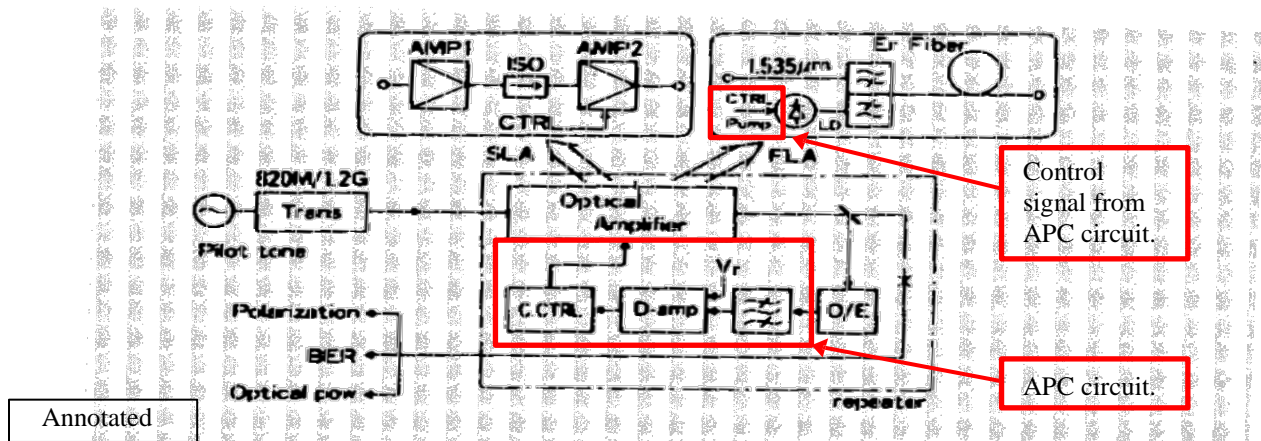 AMP1
ISO
AMP2
CTRL
SLA
Er Fiber
1.535μm
CTRL
Pump
LD
FLA
Control
signal from
APC circuit.
820M/1.2G
Trans
Pilot tone
Optical
Amplifier
Vr
C.CTRL
D-amp
O/E
Polarization
BER
Optical pow
repeater
APC circuit.
Annotated